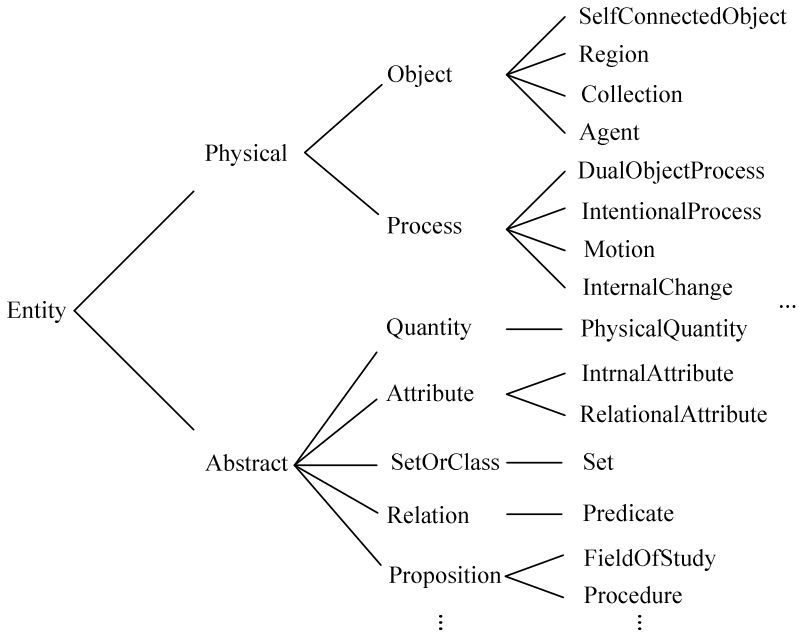 SelfConnectedObject
Object
Region
Collection
Agent
Physical
DualObjectProcess
Process
IntentionalProcess
Motion
InternalChange
Entity
...
Quantity
PhysicalQuantity
Attribute
IntrnalAttribute
RelationalAttribute
Abstract
SetOrClass
Set
Relation
Predicate
Proposition
FieldOfStudy
Procedure
⋮
⋮